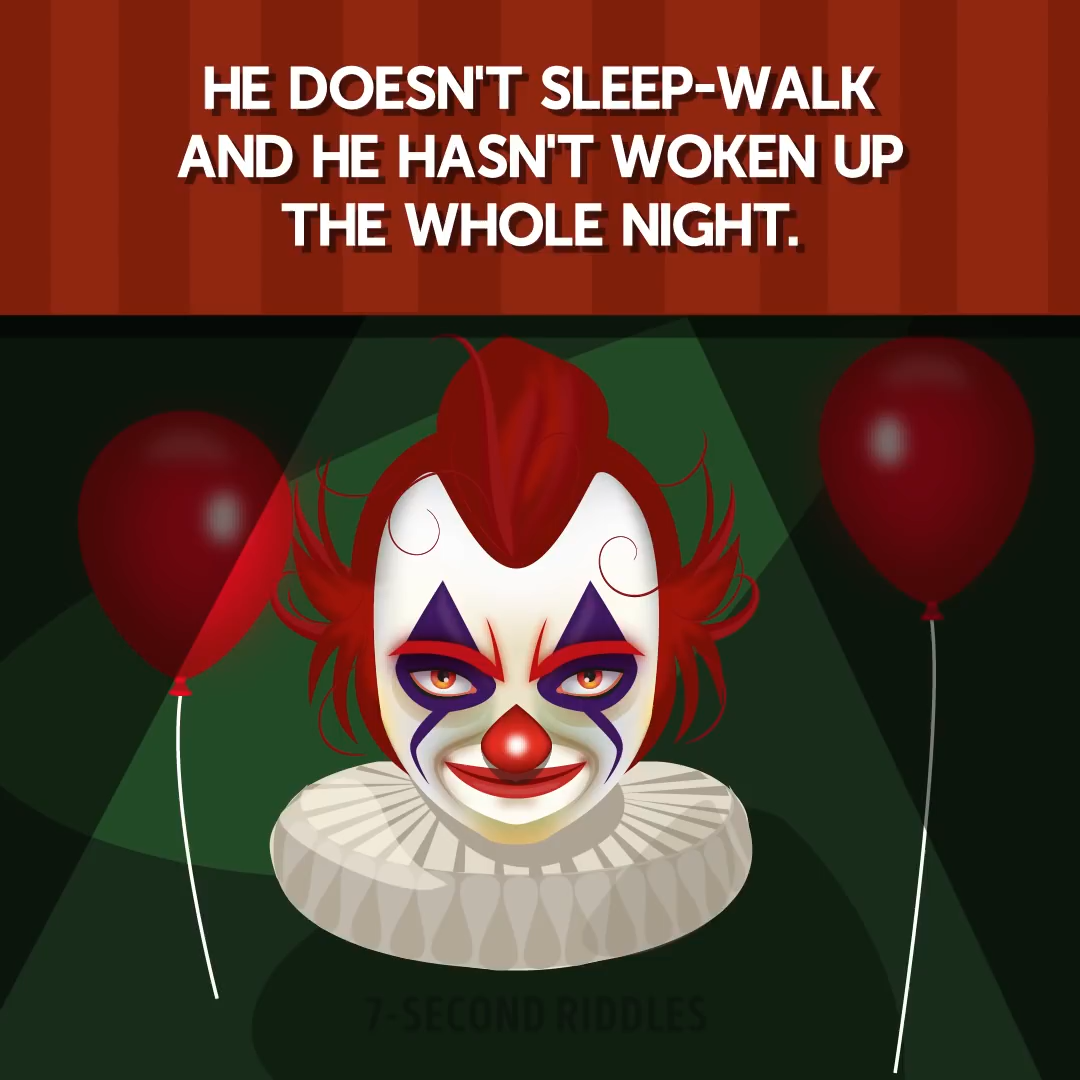 HE DOESN'T SLEEP-WALK
AND HE HASN'T WOKEN UP
THE WHOLE NIGHT.
7-SECOND RIDDLES